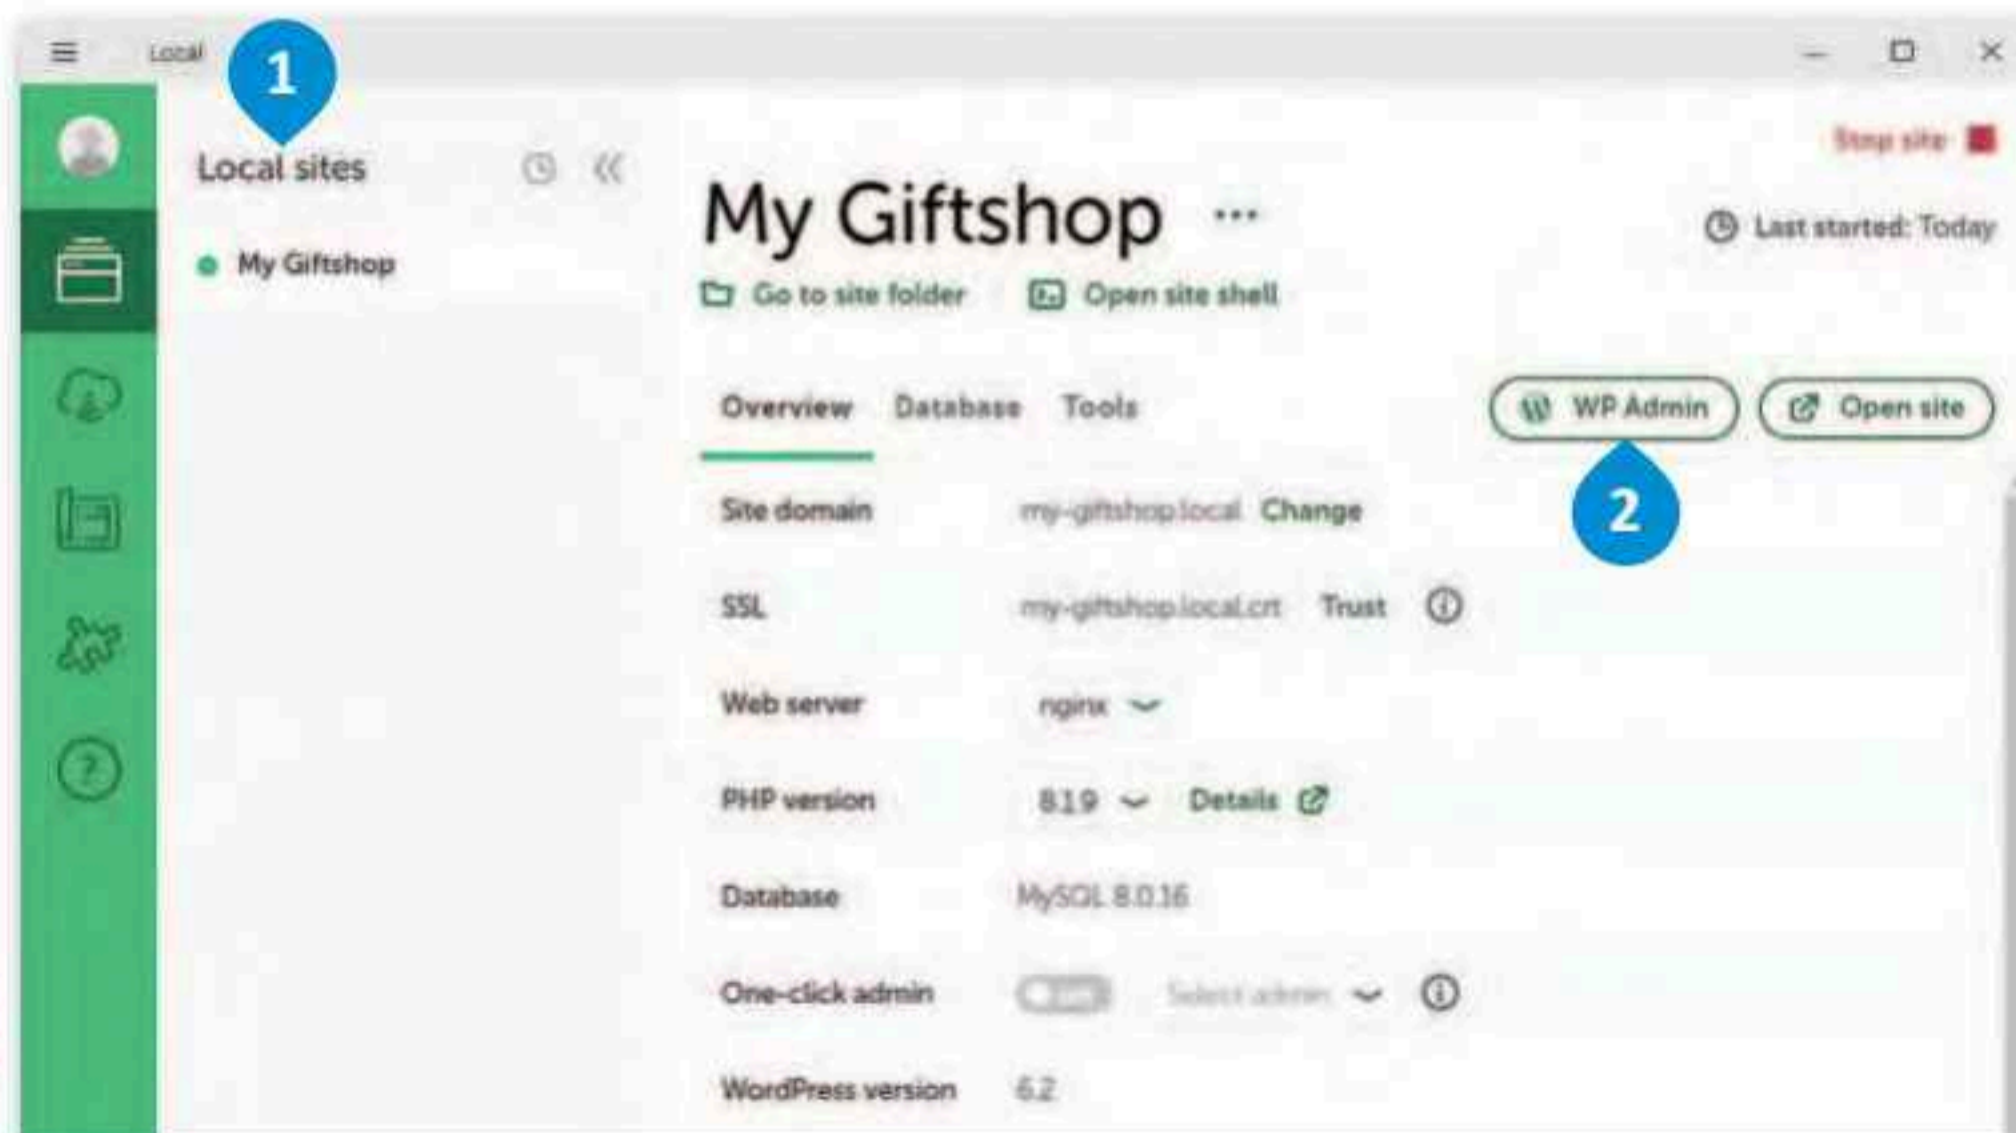 Local
1
Local sites
My Giftshop
Stop site
My Giftshop ...
Last started: Today
Go to site folder
Open site shell
Overview Database Tools
WP Admin
Open site
2
Site domain my-giftshop.local Change
SSL my-giftshop.local.crt Trust
Web server nginx
PHP version 8.1.9 Details
Database MySQL 8.0.16
One-click admin Select admin
WordPress version 6.2